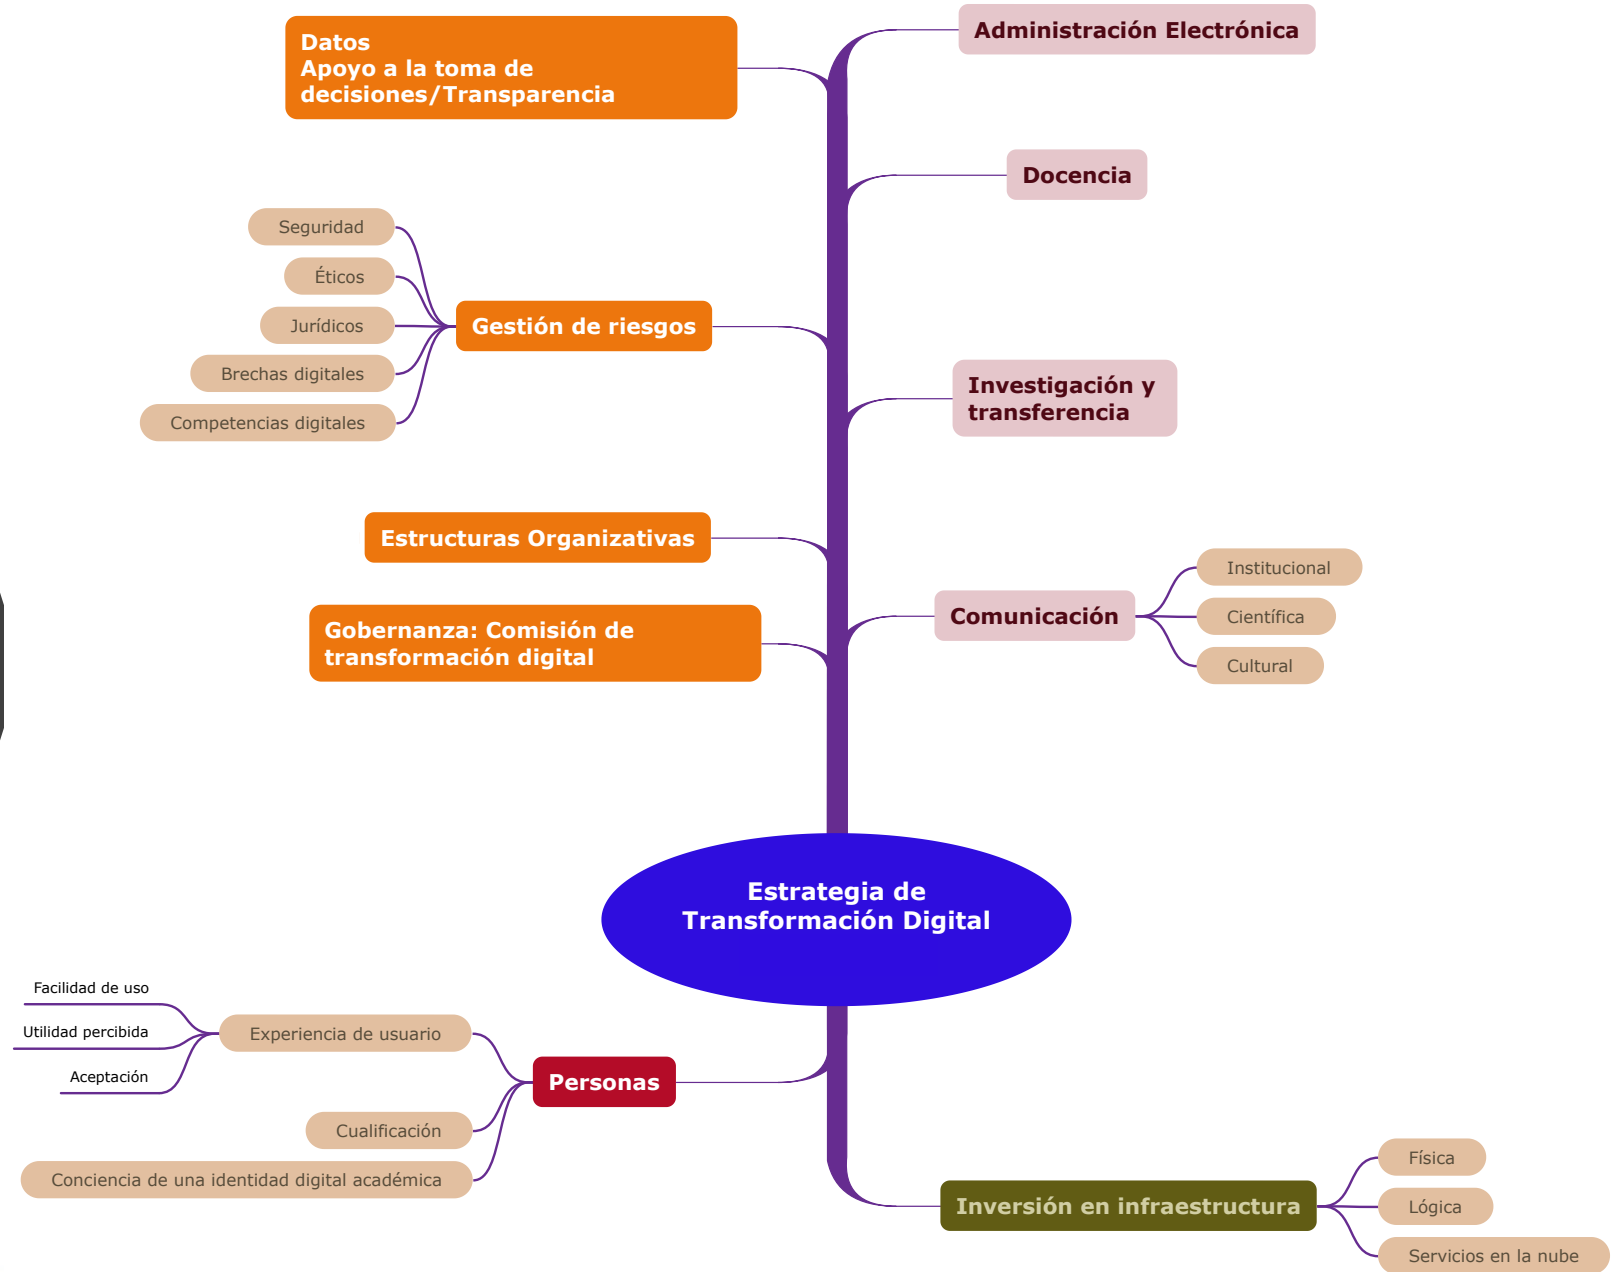 Datos
Apoyo a la toma de
decisiones/Transparencia
Seguridad
Éticos
Jurídicos
Brechas digitales
Competencias digitales
Gestión de riesgos
Estructuras Organizativas
Gobernanza: Comisión de
transformación digital
Administración Electrónica
Docencia
Investigación y
transferencia
Comunicación
Institucional
Científica
Cultural
Estrategia de
Transformación Digital
Facilidad de uso
Utilidad percibida
Aceptación
Experiencia de usuario
Cualificación
Conciencia de una identidad digital académica
Personas
Inversión en infraestructura
Física
Lógica
Servicios en la nube